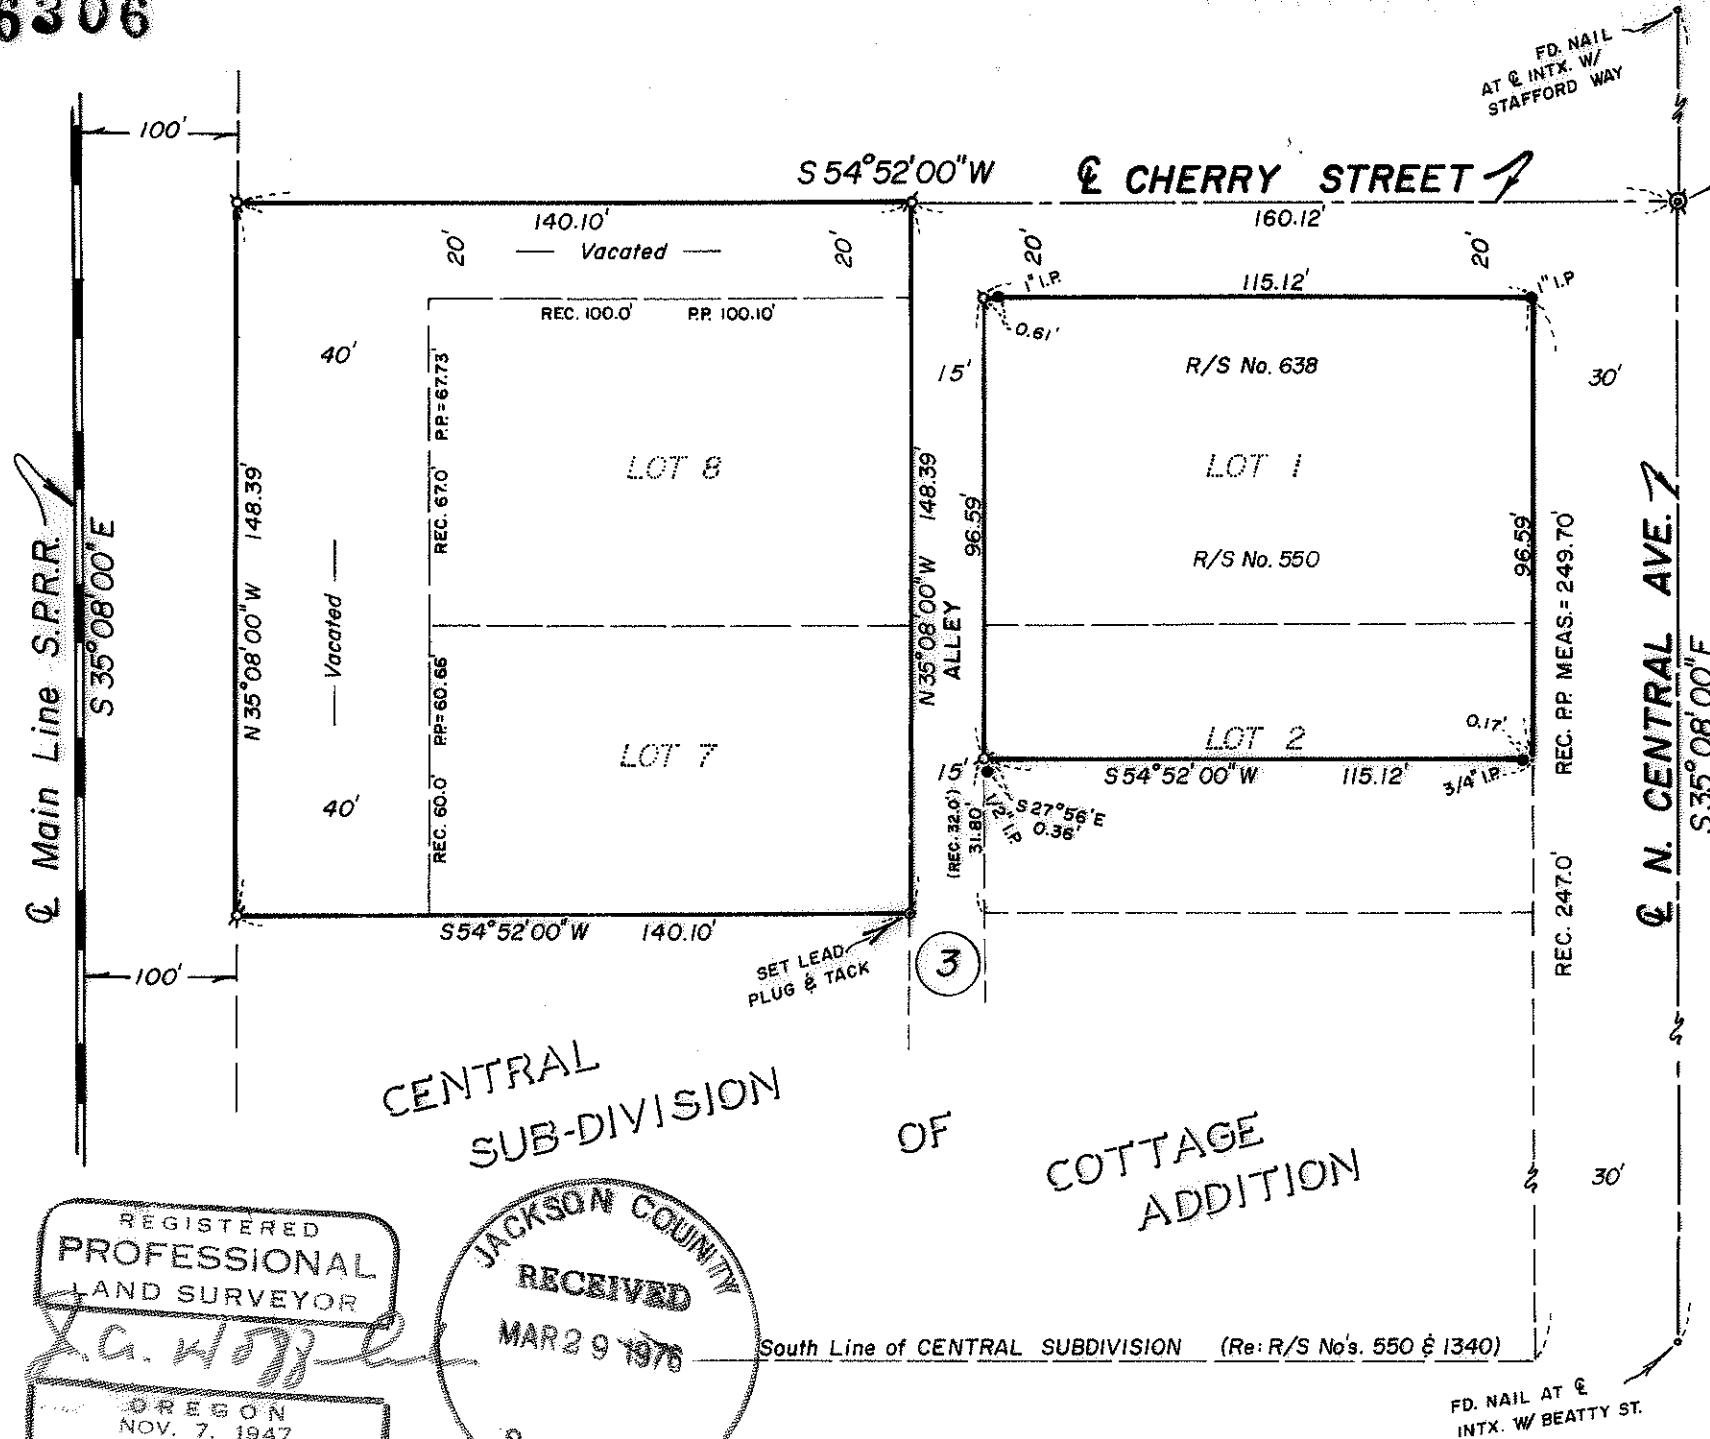 6306
FD. NAIL
AT ℄ INTX. W/
STAFFORD WAY
100'
S 54°52'00" W
℄ CHERRY STREET
140.10'
160.12'
20'
— Vacated —
20'
20'
20'
1" I.P.
115.12'
1" I.P
REC. 100.0' P.P. 100.10'
0.61'
40'
15'
R/S No. 638
30'
REC. 67.0' P.P.= 67.73'
LOT 8
LOT 1
R/S No. 550
N 35°08'00" W 148.39'
— Vacated —
N 35°08'00" W 148.39'
ALLEY
96.59'
96.59'
REC. P.P. MEAS.= 249.70'
℄ Main Line S.P.R.R.
S 35°08'00" E
℄ N. CENTRAL AVE.
S 35°08'00" E
REC. 60.0' P.P.= 60.66'
LOT 7
LOT 2
0.17'
40'
15'
S 54°52'00" W 115.12'
3/4" I.P.
(REC. 32.0')
31.80'
1/2" I.P.
S 27°56' E
0.36'
REC. 247.0'
S 54°52'00" W 140.10'
SET LEAD
PLUG & TACK
3
100'
CENTRAL
SUB-DIVISION
OF
COTTAGE
ADDITION
30'
REGISTERED
PROFESSIONAL
LAND SURVEYOR
OREGON
NOV. 7, 1947
JACKSON COUNTY
RECEIVED
MAR 29 1976
South Line of CENTRAL SUBDIVISION (Re: R/S No's. 550 & 1340)
FD. NAIL AT ℄
INTX. W/ BEATTY ST.